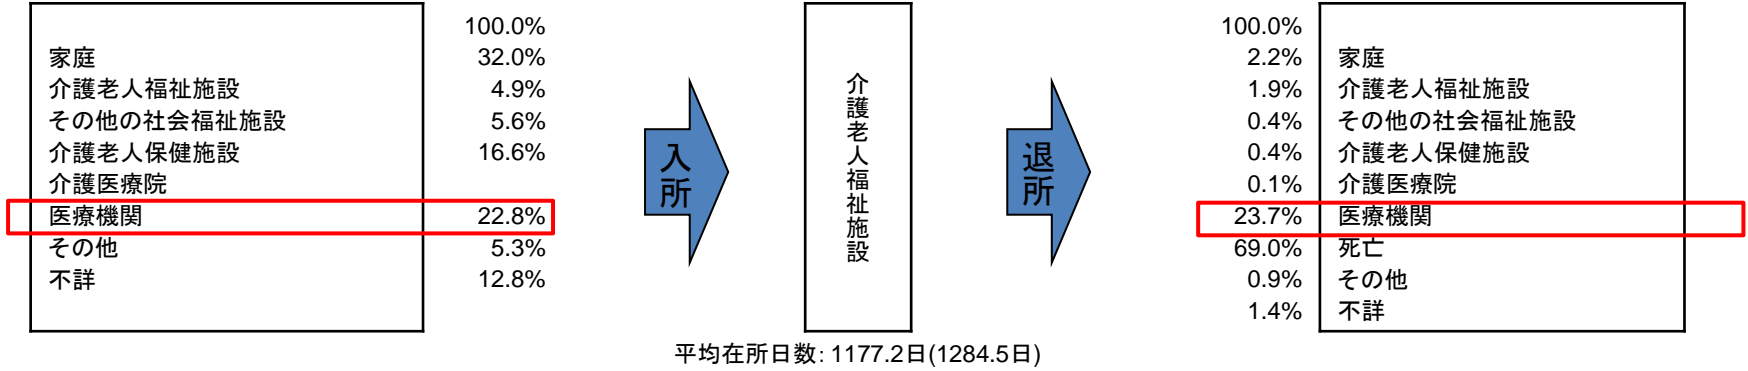 100.0%
家庭 32.0%
介護老人福祉施設 4.9%
その他の社会福祉施設 5.6%
介護老人保健施設 16.6%
介護医療院
医療機関 22.8%
その他 5.3%
不詳 12.8%
入所
介護老人福祉施設
退所
100.0%
2.2% 家庭
1.9% 介護老人福祉施設
0.4% その他の社会福祉施設
0.4% 介護老人保健施設
0.1% 介護医療院
23.7% 医療機関
69.0% 死亡
0.9% その他
1.4% 不詳
平均在所日数：1177.2日(1284.5日)